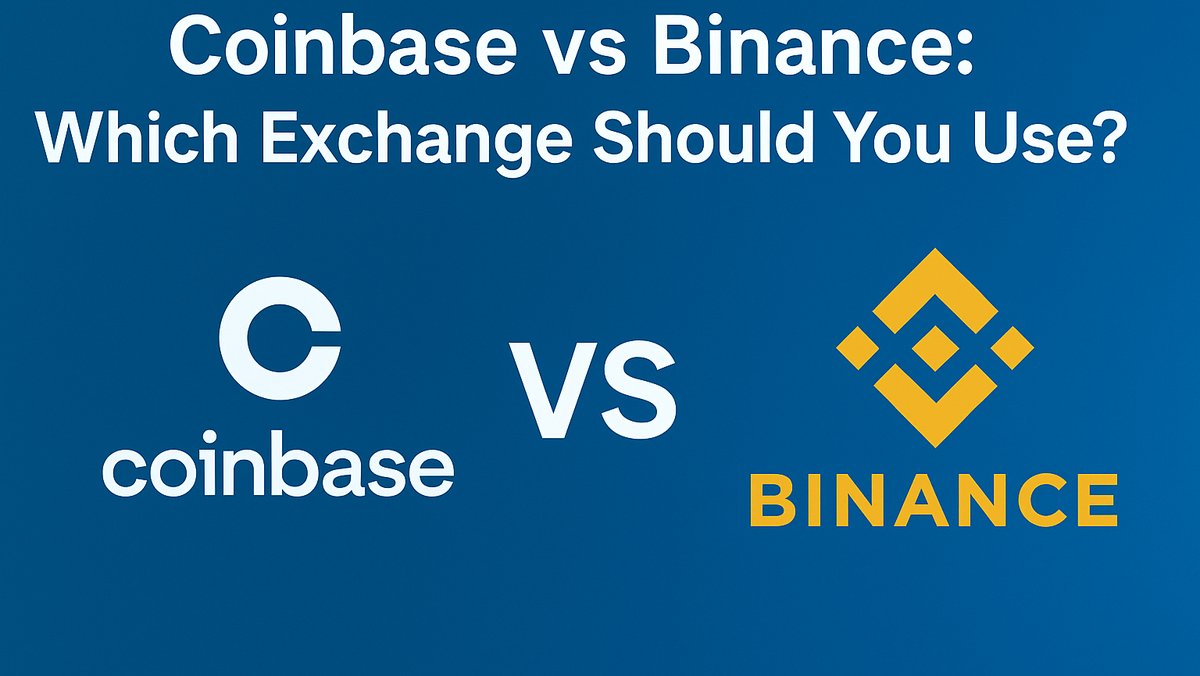 Coinbase vs Binance:
Which Exchange Should You Use?
coinbase
VS
BINANCE